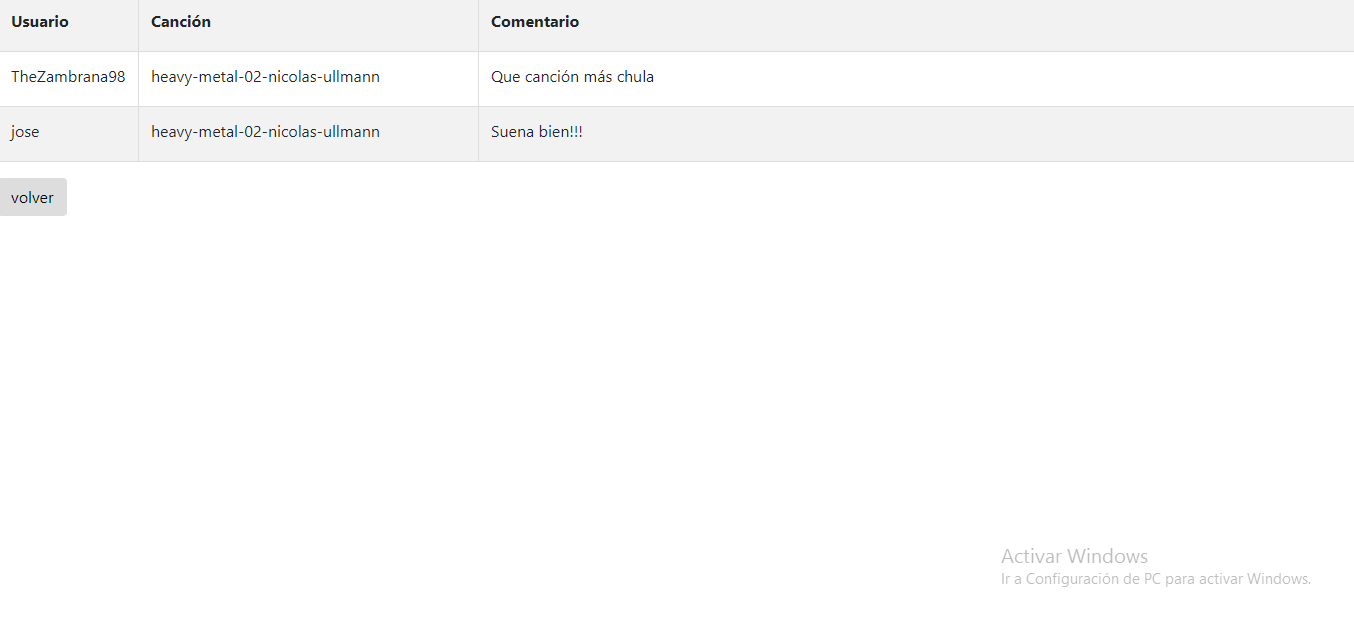 Usuario Canción Comentario
TheZambrana98 heavy-metal-02-nicolas-ullmann Que canción más chula
jose heavy-metal-02-nicolas-ullmann Suena bien!!!
volver
Activar Windows
Ir a Configuración de PC para activar Windows.